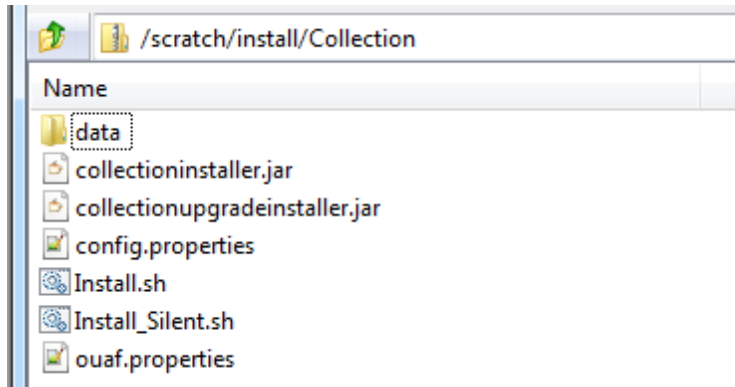 /scratch/install/Collection
Name
data
collectioninstaller.jar
collectionupgradeinstaller.jar
config.properties
Install.sh
Install_Silent.sh
ouaf.properties